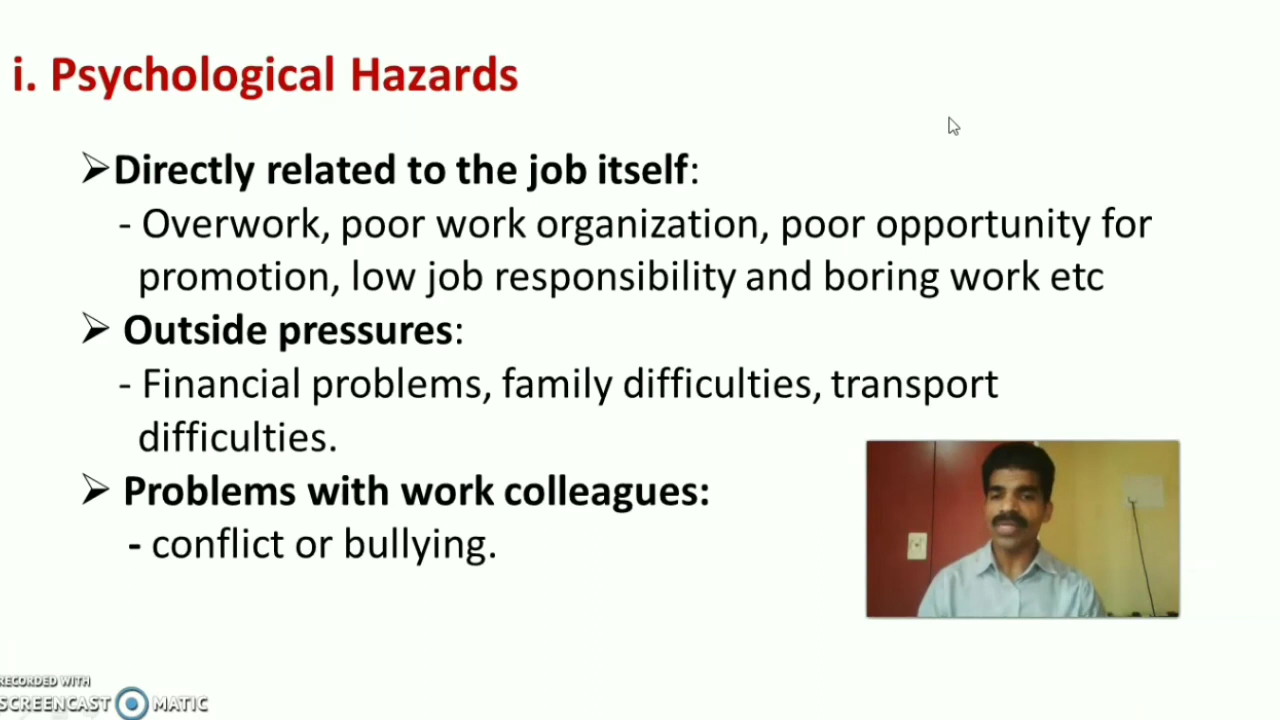 i. Psychological Hazards
➢Directly related to the job itself:
- Overwork, poor work organization, poor opportunity for
promotion, low job responsibility and boring work etc
➢ Outside pressures:
- Financial problems, family difficulties, transport
difficulties.
➢ Problems with work colleagues:
- conflict or bullying.
RECORDED WITH
SCREENCAST MATIC